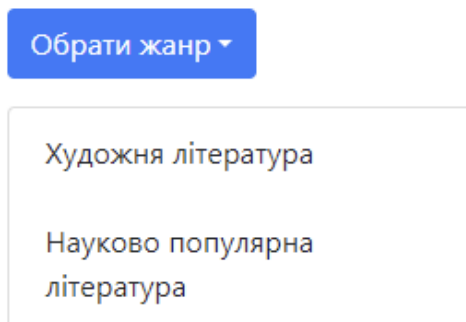 Обрати жанр
Художня література
Науково популярна
література